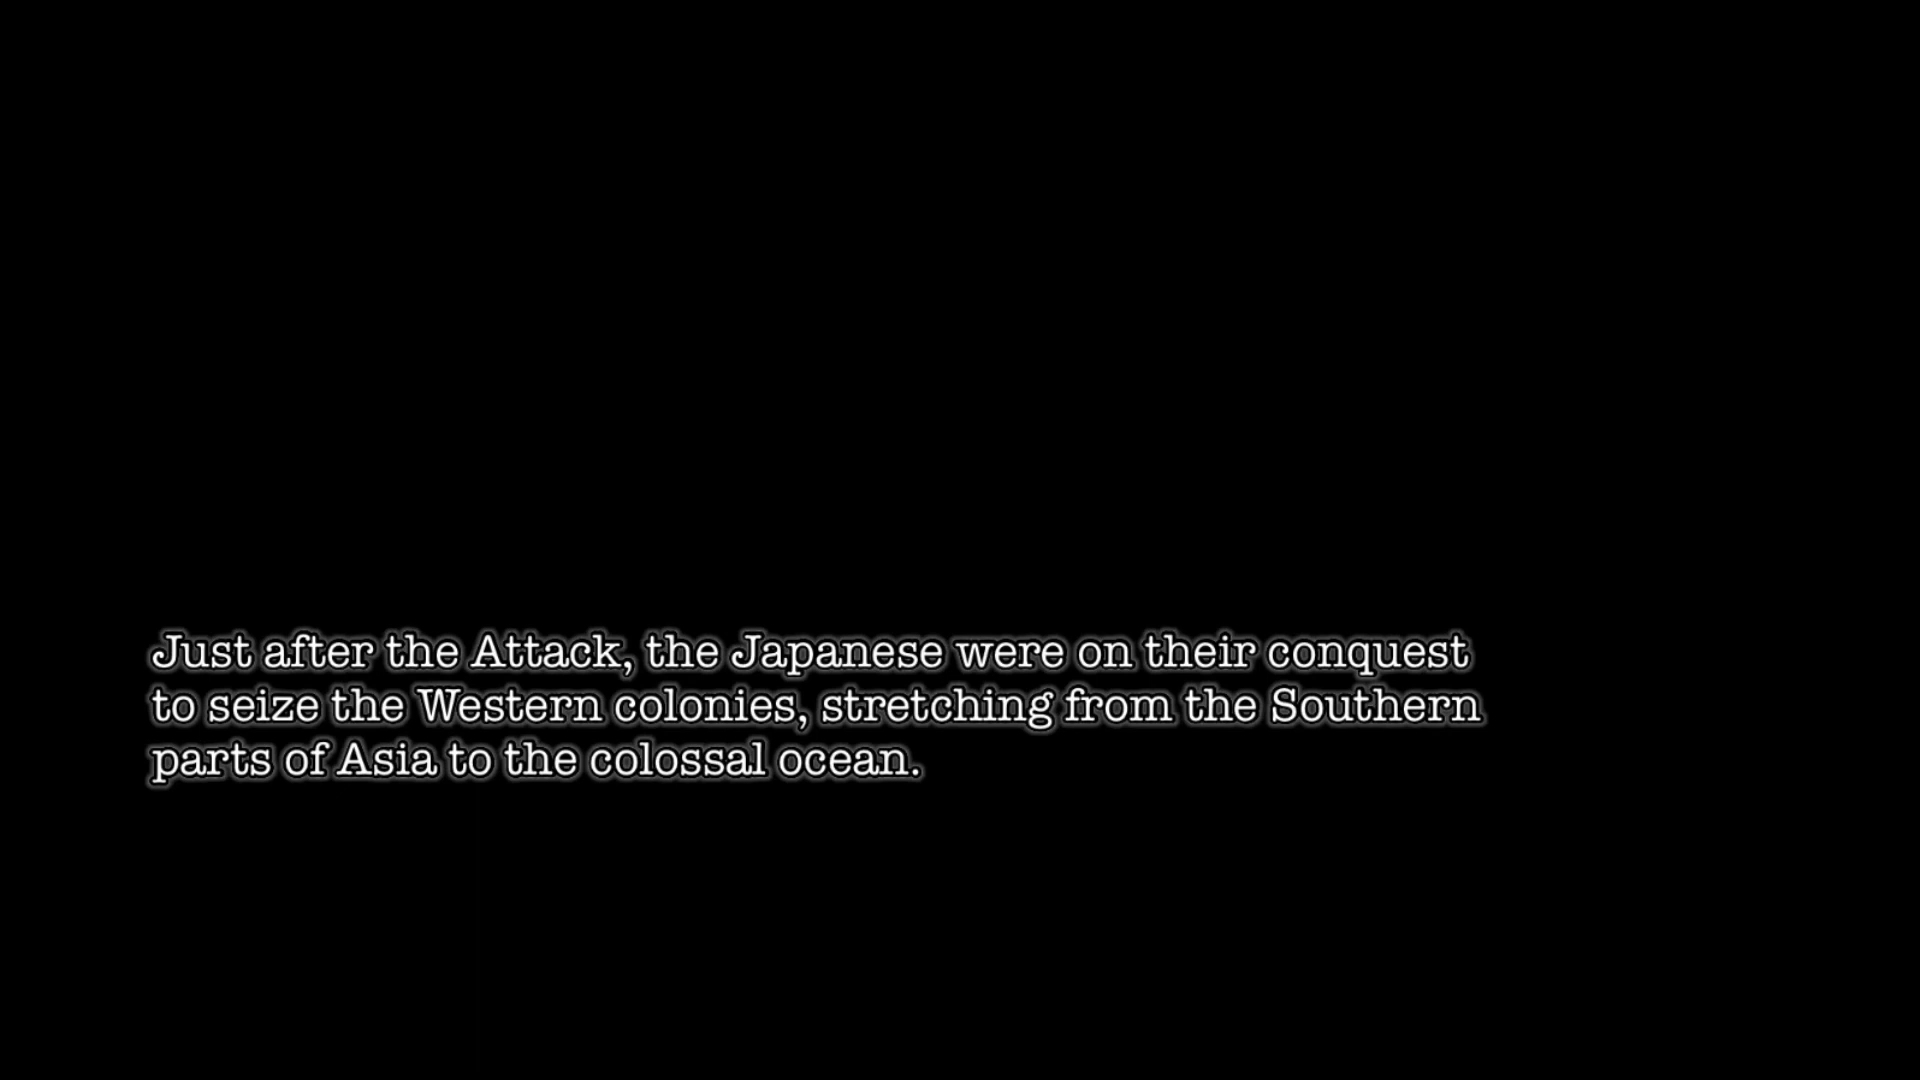 Just after the Attack, the Japanese were on their conquest
to seize the Western colonies, stretching from the Southern
parts of Asia to the colossal ocean.